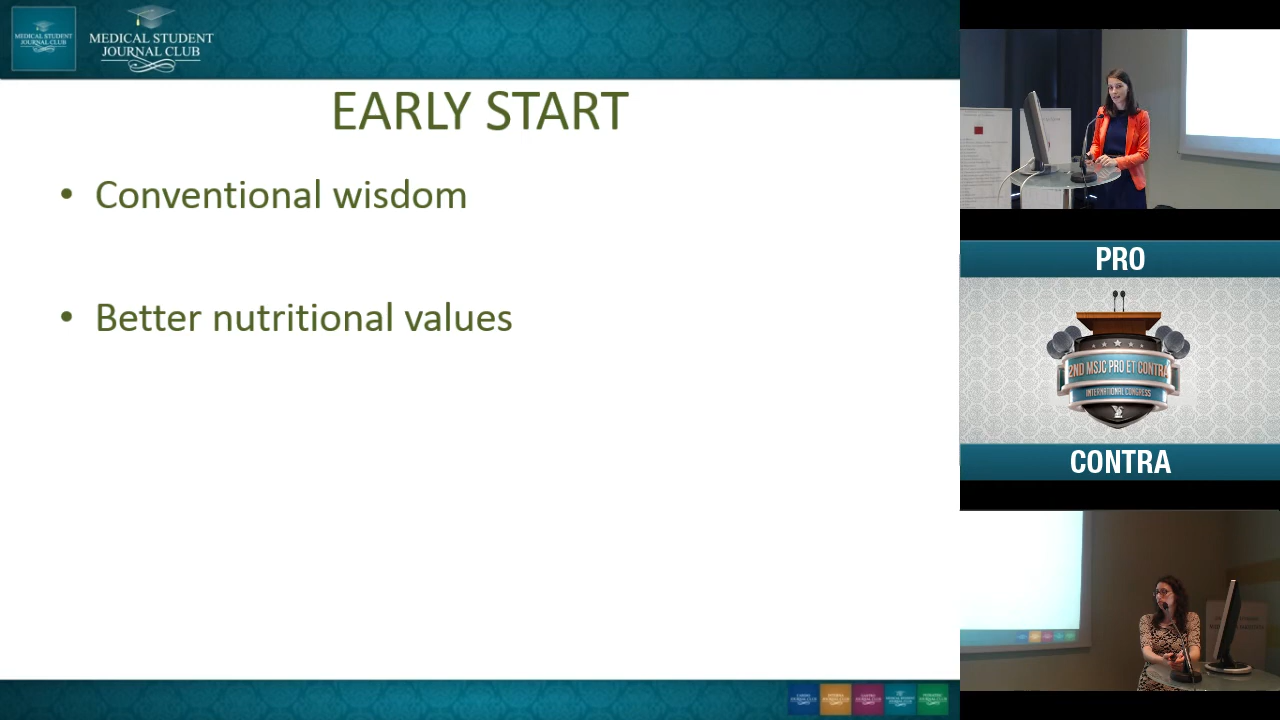 MEDICAL STUDENT
JOURNAL CLUB
MEDICAL STUDENT
JOURNAL CLUB
EARLY START
• Conventional wisdom
• Better nutritional values
PRO
2ND MSJC PRO ET CONTRA
INTERNATIONAL CONGRESS
CONTRA